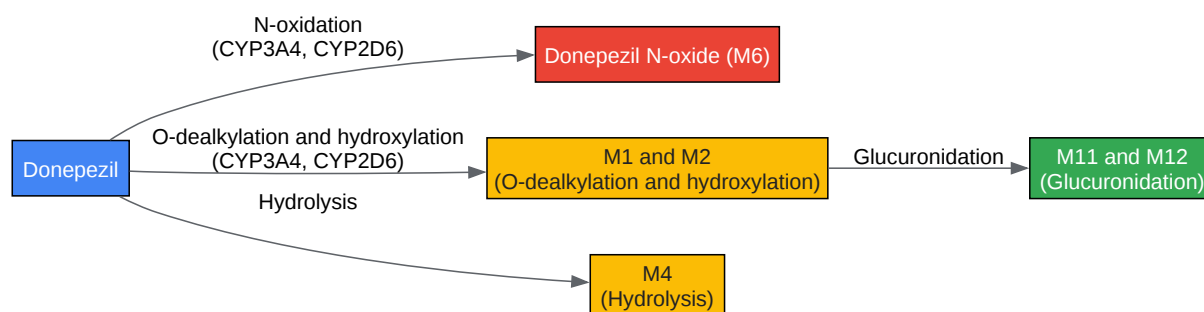 N-oxidation
(CYP3A4, CYP2D6)
Donepezil N-oxide (M6)
Donepezil
O-dealkylation and hydroxylation
(CYP3A4, CYP2D6)
M1 and M2
(O-dealkylation and hydroxylation)
Glucuronidation
M11 and M12
(Glucuronidation)
Hydrolysis
M4
(Hydrolysis)